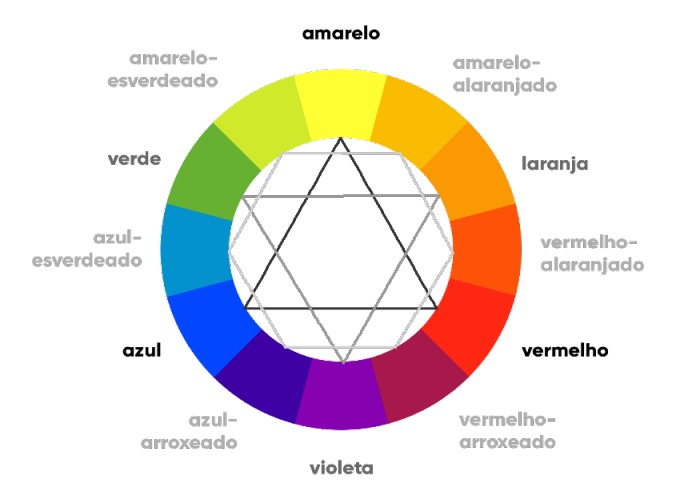 amarelo
amarelo-
esverdeado
amarelo-
alaranjado
verde
laranja
azul-
esverdeado
vermelho-
alaranjado
azul
vermelho
azul-
arroxeado
vermelho-
arroxeado
violeta